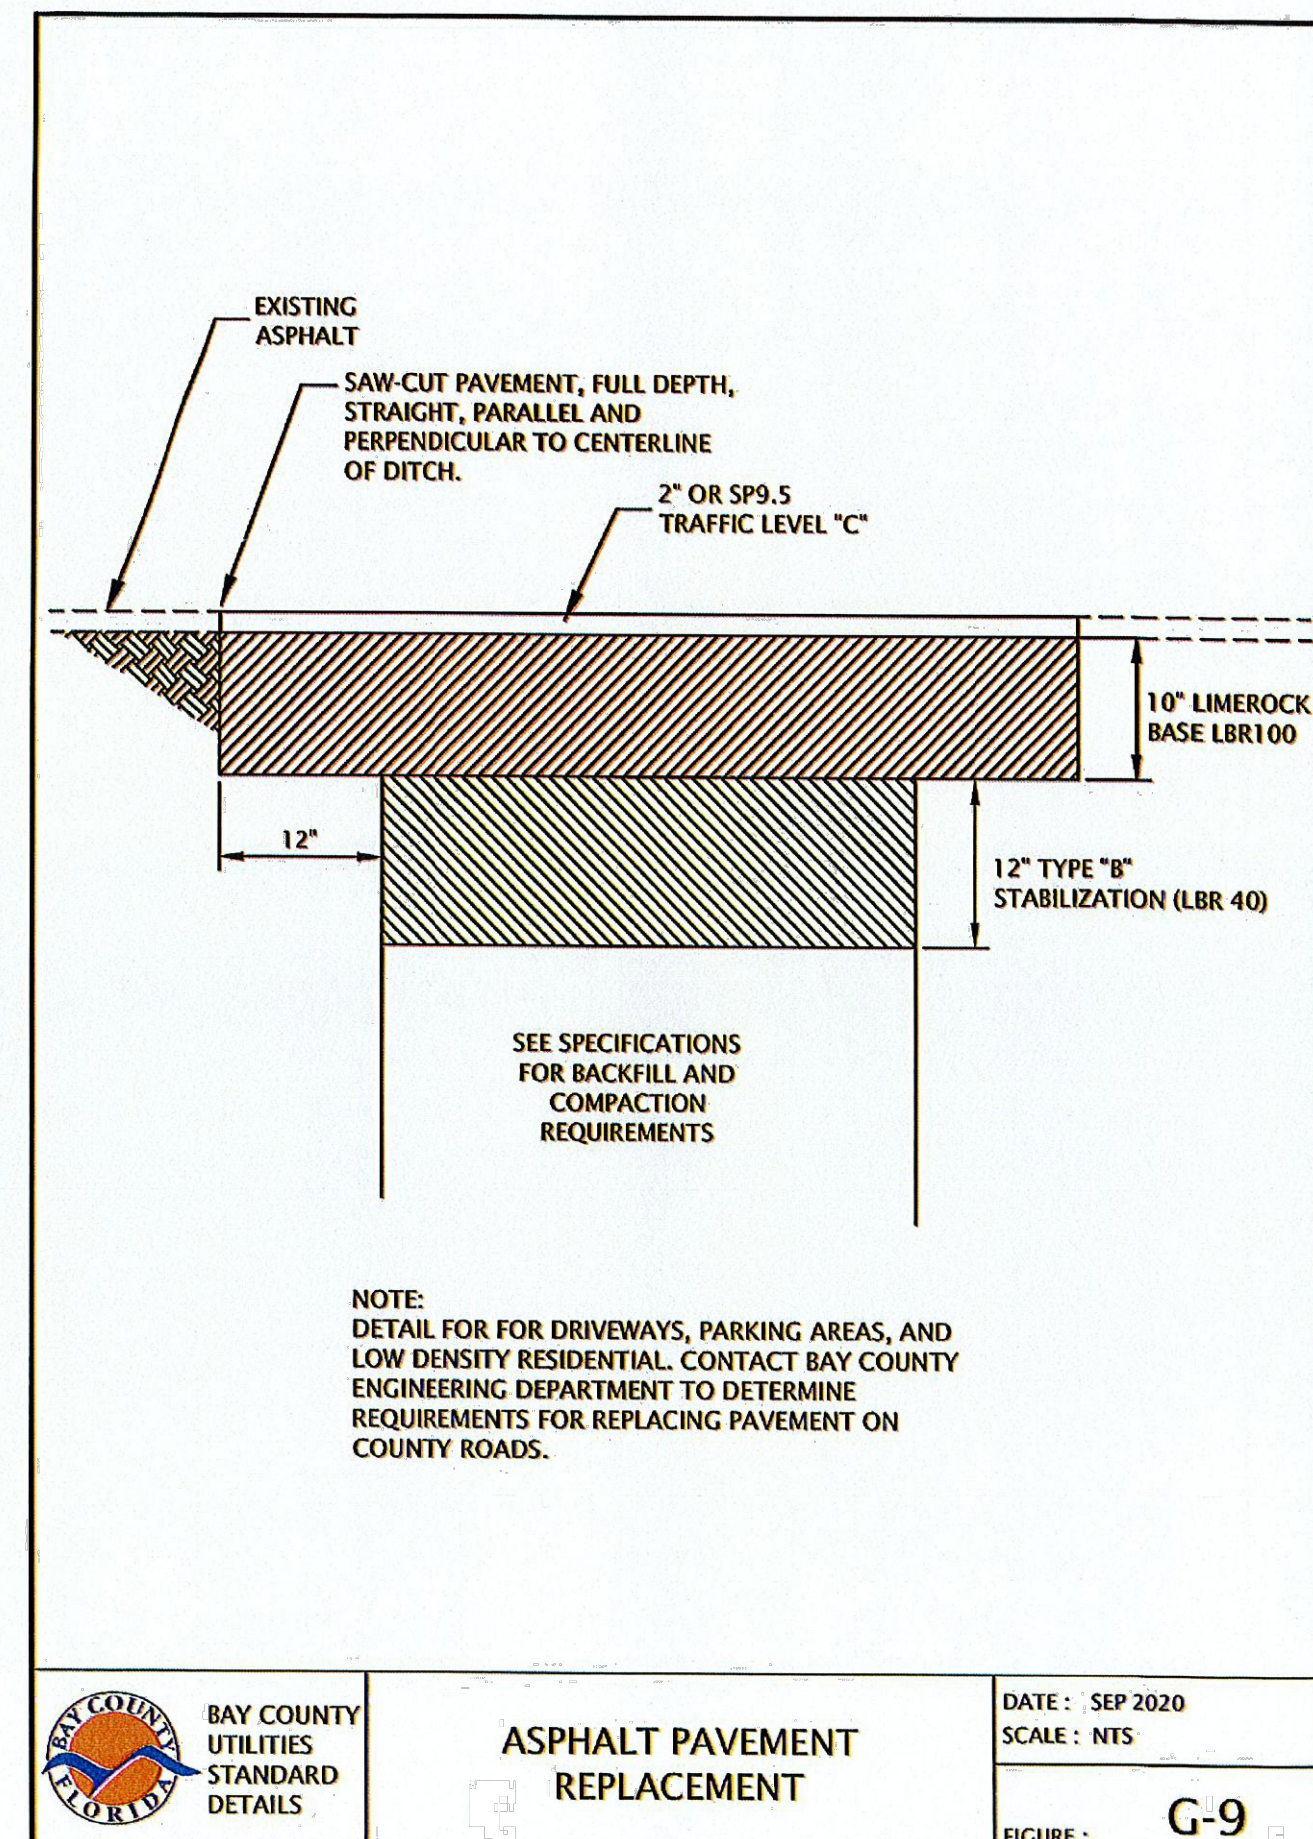 EXISTING
ASPHALT
SAW-CUT PAVEMENT, FULL DEPTH,
STRAIGHT, PARALLEL AND
PERPENDICULAR TO CENTERLINE
OF DITCH.
2" OR SP9.5
TRAFFIC LEVEL "C"
10" LIMEROCK
BASE LBR100
12"
12" TYPE "B"
STABILIZATION (LBR 40)
SEE SPECIFICATIONS
FOR BACKFILL AND
COMPACTION
REQUIREMENTS
NOTE:
DETAIL FOR FOR DRIVEWAYS, PARKING AREAS, AND
LOW DENSITY RESIDENTIAL. CONTACT BAY COUNTY
ENGINEERING DEPARTMENT TO DETERMINE
REQUIREMENTS FOR REPLACING PAVEMENT ON
COUNTY ROADS.
BAY COUNTY
FLORIDA
BAY COUNTY
UTILITIES
STANDARD
DETAILS
ASPHALT PAVEMENT
REPLACEMENT
DATE : SEP 2020
SCALE : NTS
FIGURE : G-9